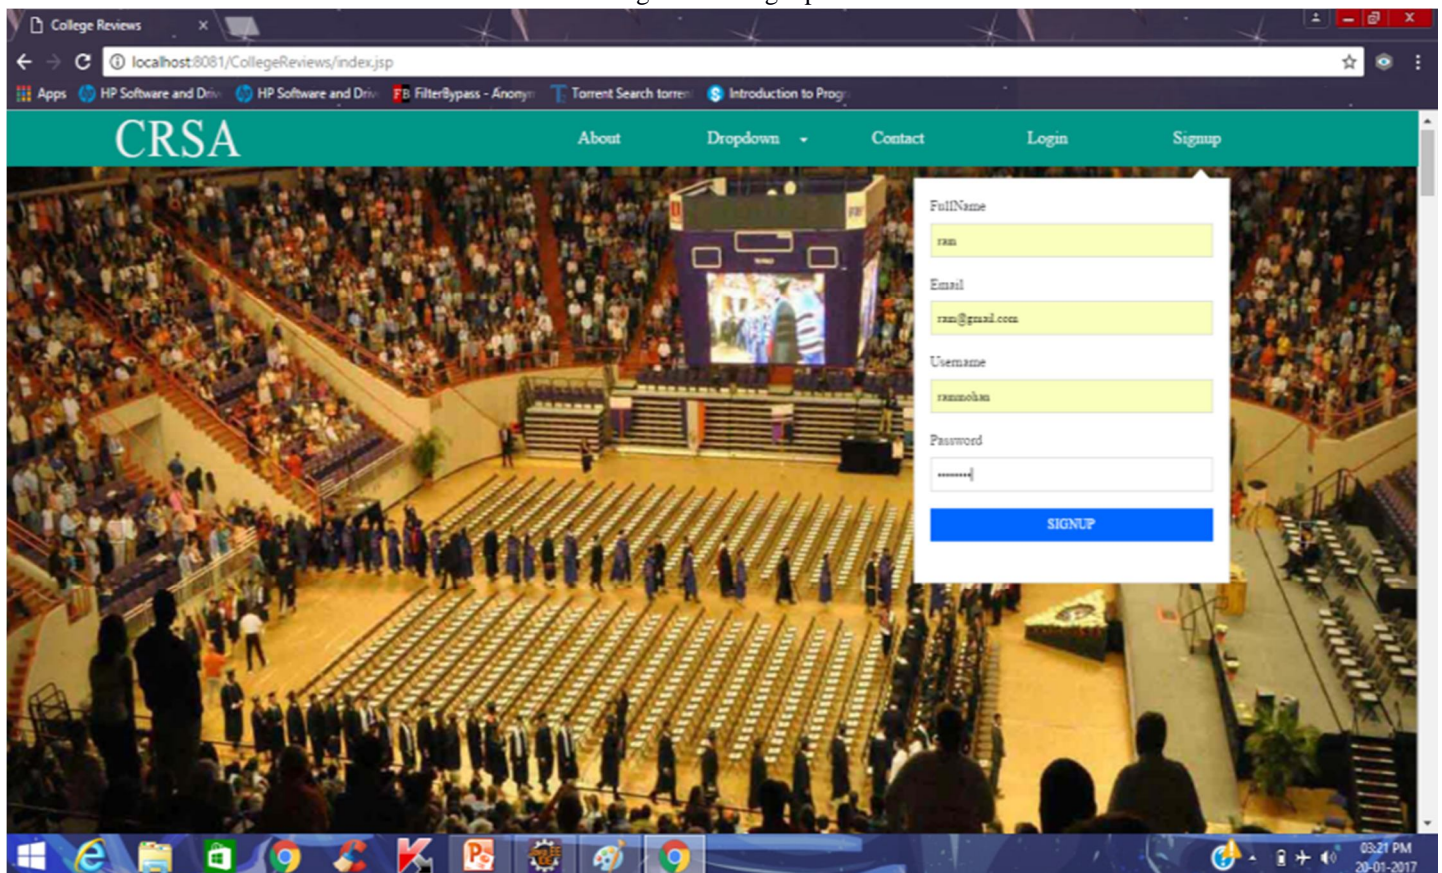 College Reviews
localhost:8081/CollegeReviews/index.jsp
Apps HP Software and Driv HP Software and Driv FB FilterBypass - Anonym Torrent Search torren Introduction to Progr
CRSA About Dropdown Contact Login Signup
FullName
ram
Email
ram@gmail.com
Username
rammohan
Password
SIGNUP
03:21 PM
20-01-2017